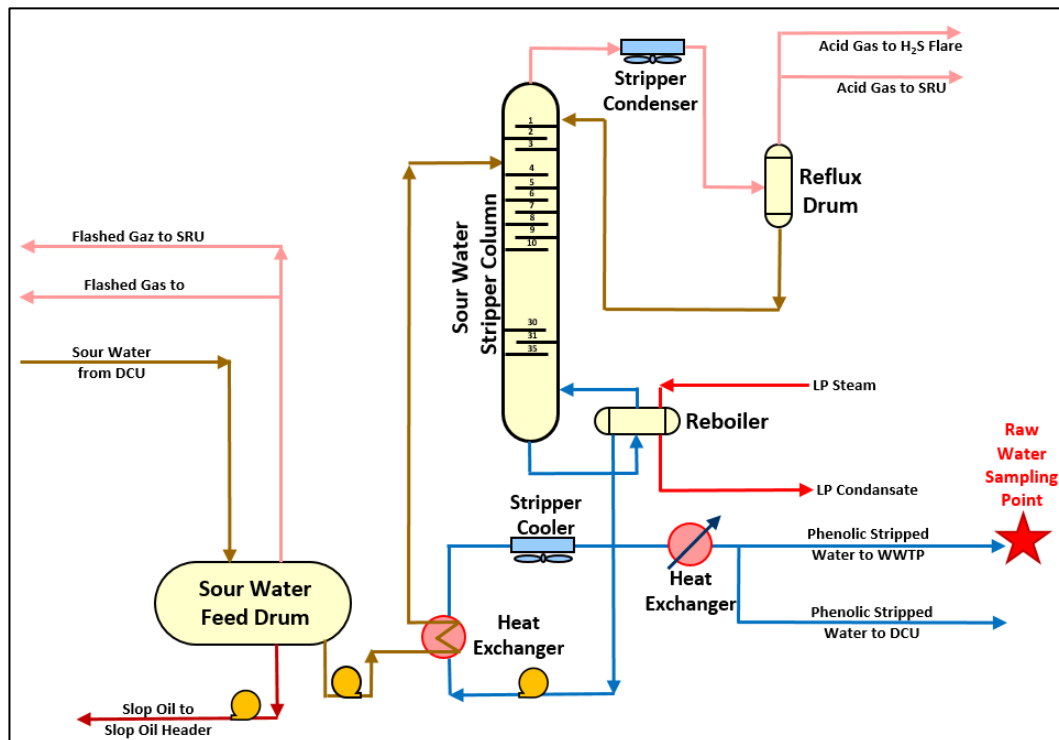 Acid Gas to H₂S Flare
Acid Gas to SRU
Stripper
Condenser
Reflux
Drum
1
2
3
4
5
6
7
8
9
10
30
31
35
Sour Water
Stripper Column
Flashed Gaz to SRU
Flashed Gas to
Sour Water
from DCU
LP Steam
Reboiler
LP Condansate
Raw
Water
Sampling
Point
Stripper
Cooler
Phenolic Stripped
Water to WWTP
Heat
Exchanger
Phenolic Stripped
Water to DCU
Sour Water
Feed Drum
Heat
Exchanger
Slop Oil to
Slop Oil Header